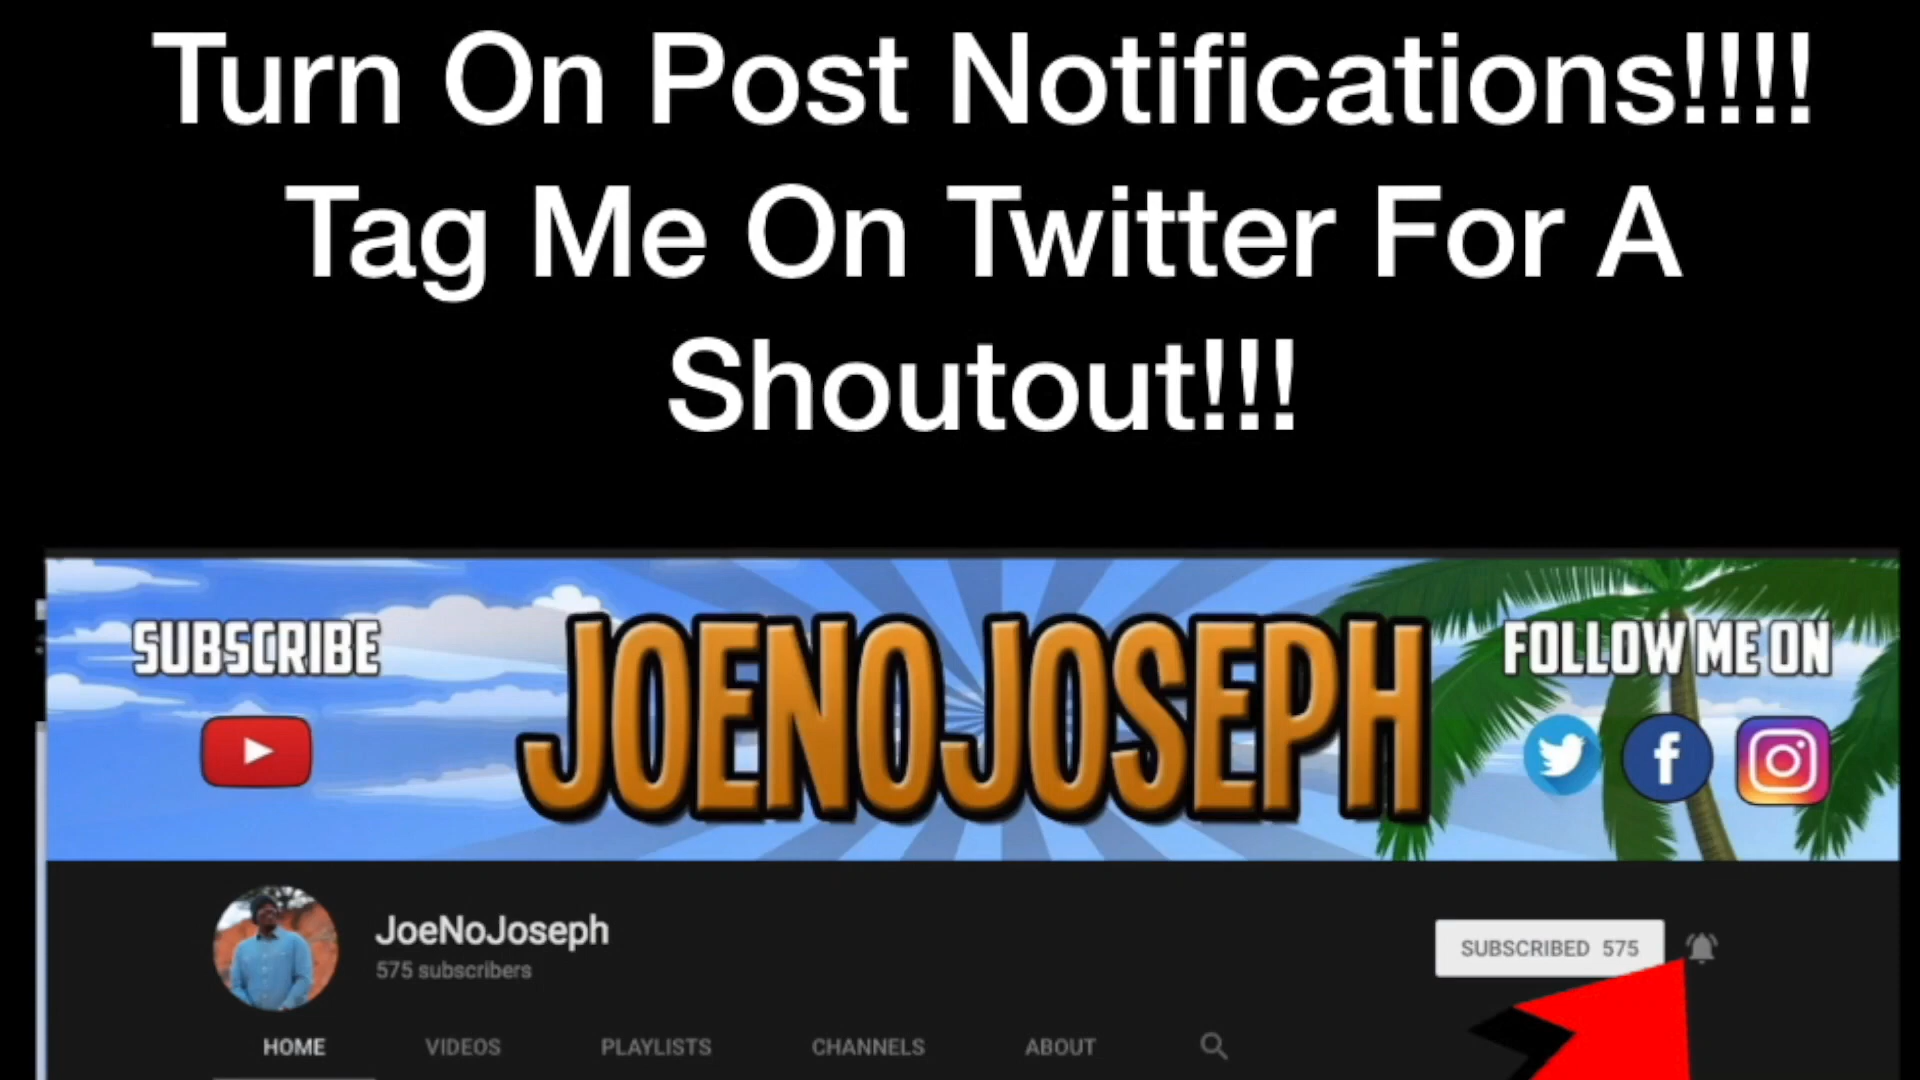 Turn On Post Notifications!!!!
Tag Me On Twitter For A
Shoutout!!!
SUBSCRIBE
JOENOJOSEPH
FOLLOW ME ON
JoeNoJoseph
575 subscribers
SUBSCRIBED 575
HOME VIDEOS PLAYLISTS CHANNELS ABOUT